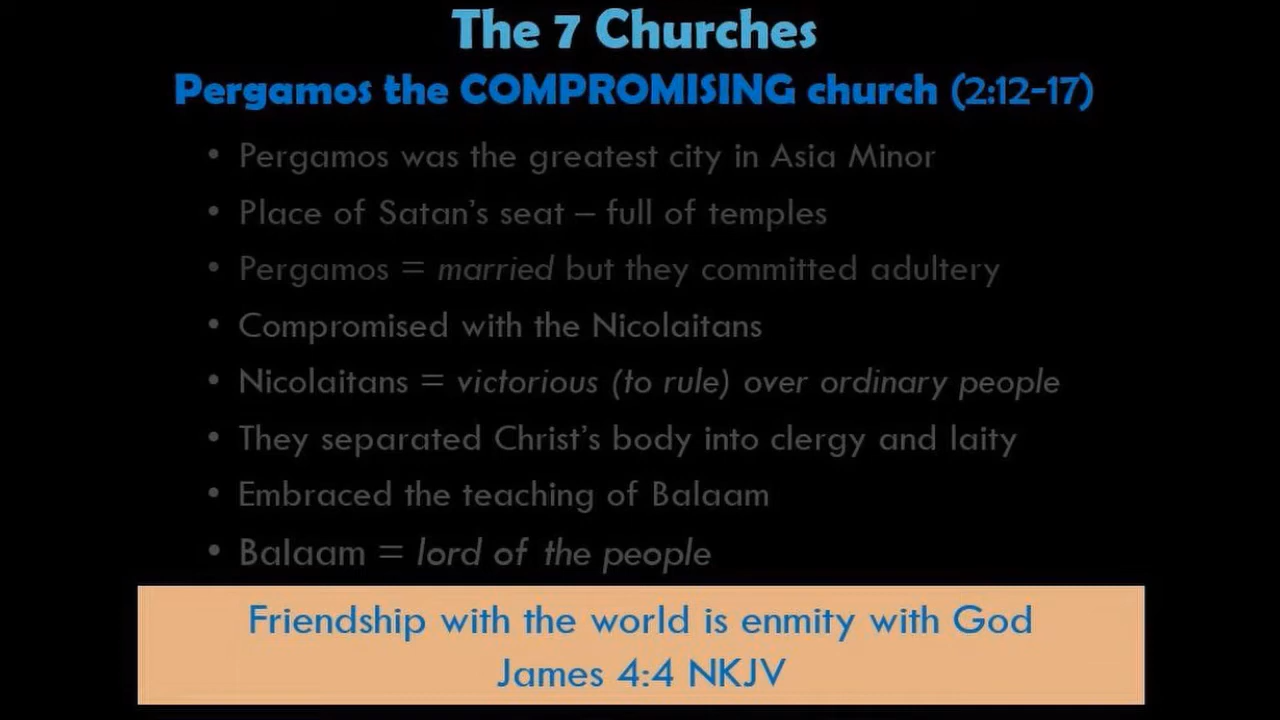 The 7 Churches
Pergamos the COMPROMISING church (2:12-17)
• Pergamos was the greatest city in Asia Minor
• Place of Satan's seat – full of temples
• Pergamos = married but they committed adultery
• Compromised with the Nicolaitans
• Nicolaitans = victorious (to rule) over ordinary people
• They separated Christ's body into clergy and laity
• Embraced the teaching of Balaam
• Balaam = lord of the people
Friendship with the world is enmity with God
James 4:4 NKJV